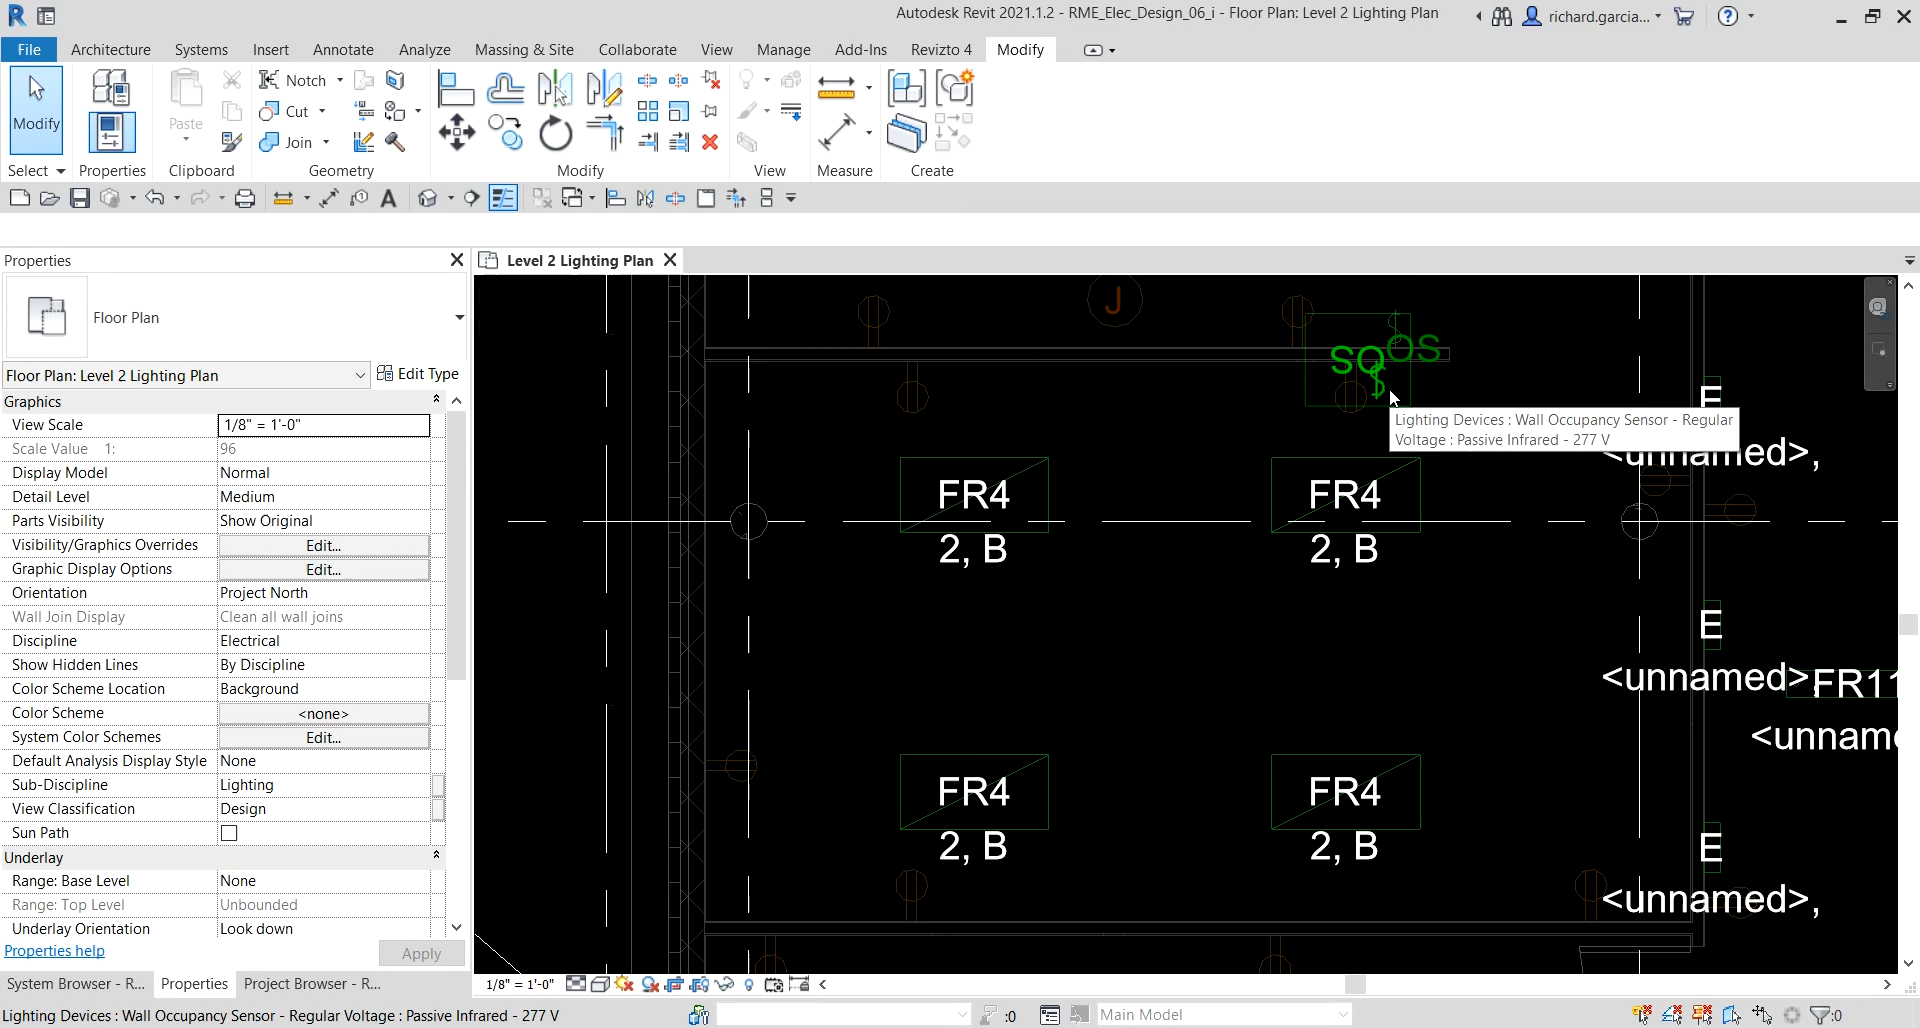 Autodesk Revit 2021.1.2 - RME_Elec_Design_06_i - Floor Plan: Level 2 Lighting Plan
richard.garcia...
File Architecture Systems Insert Annotate Analyze Massing & Site Collaborate View Manage Add-Ins Revizto 4 Modify
Modify
Paste
Notch
Cut
Join
Select Properties Clipboard Geometry Modify View Measure Create
Properties
Level 2 Lighting Plan
Floor Plan
Floor Plan: Level 2 Lighting Plan
Edit Type
Graphics
View Scale 1/8" = 1'-0"
Scale Value 1: 96
Display Model Normal
Detail Level Medium
Parts Visibility Show Original
Visibility/Graphics Overrides Edit...
Graphic Display Options Edit...
Orientation Project North
Wall Join Display Clean all wall joins
Discipline Electrical
Show Hidden Lines By Discipline
Color Scheme Location Background
Color Scheme <none>
System Color Schemes Edit...
Default Analysis Display Style None
Sub-Discipline Lighting
View Classification Design
Sun Path
Underlay
Range: Base Level None
Range: Top Level Unbounded
Underlay Orientation Look down
Properties help
Apply
System Browser - R... Properties Project Browser - R...
J
OS
$
E
Lighting Devices : Wall Occupancy Sensor - Regular
Voltage : Passive Infrared - 277 V
<unnamed>,
FR4 FR4
2, B 2, B
E
<unnamed>,
FR11
<unnam
FR4 FR4
2, B 2, B
E
<unnamed>,
1/8" = 1'-0"
Lighting Devices : Wall Occupancy Sensor - Regular Voltage : Passive Infrared - 277 V
:0
Main Model
:0